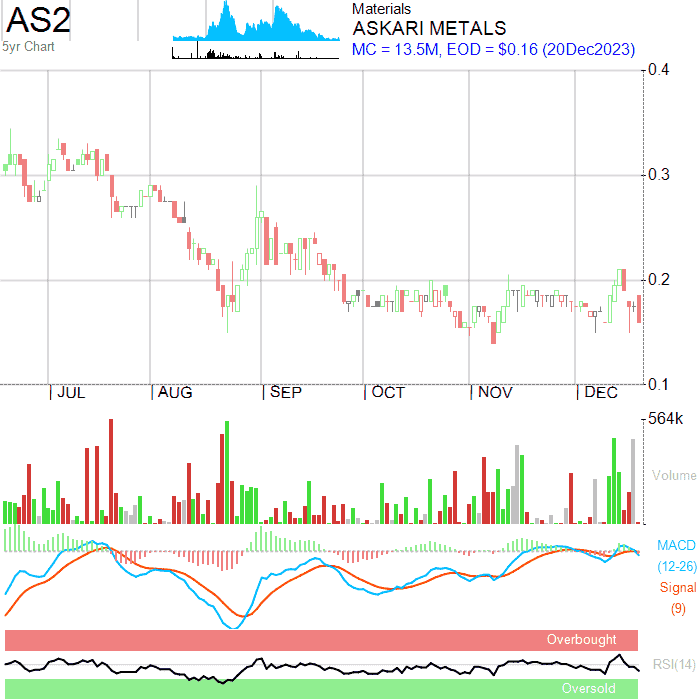 AS2
5yr Chart
Materials
ASKARI METALS
MC = 13.5M, EOD = $0.16 (20Dec2023)
0.4
0.3
0.2
0.1
JUL AUG SEP OCT NOV DEC
564k
Volume
MACD
(12-26)
Signal
(9)
Overbought
RSI(14)
Oversold